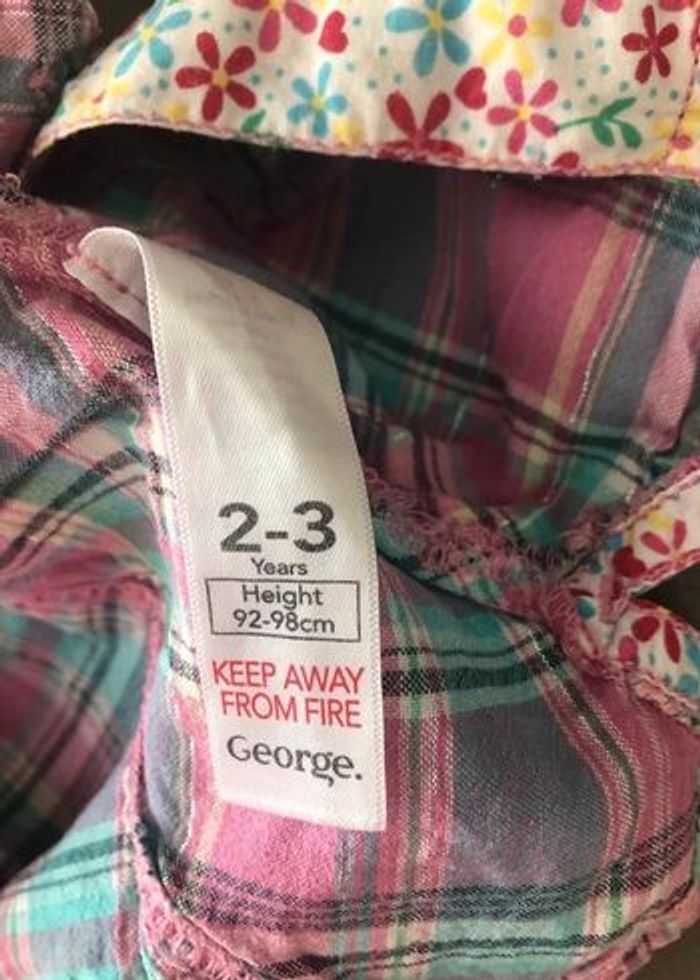 2-3
Years
Height
92-98cm
KEEP AWAY
FROM FIRE
George.